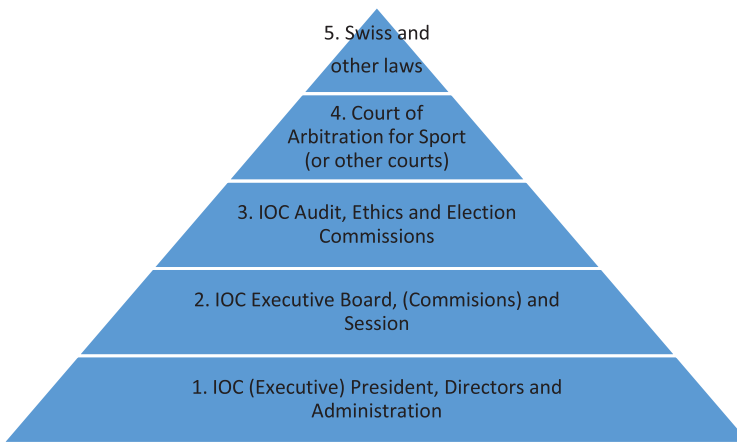 5. Swiss and
other laws
4. Court of
Arbitration for Sport
(or other courts)
3. IOC Audit, Ethics and Election
Commissions
2. IOC Executive Board, (Commisions) and
Session
1. IOC (Executive) President, Directors and
Administration